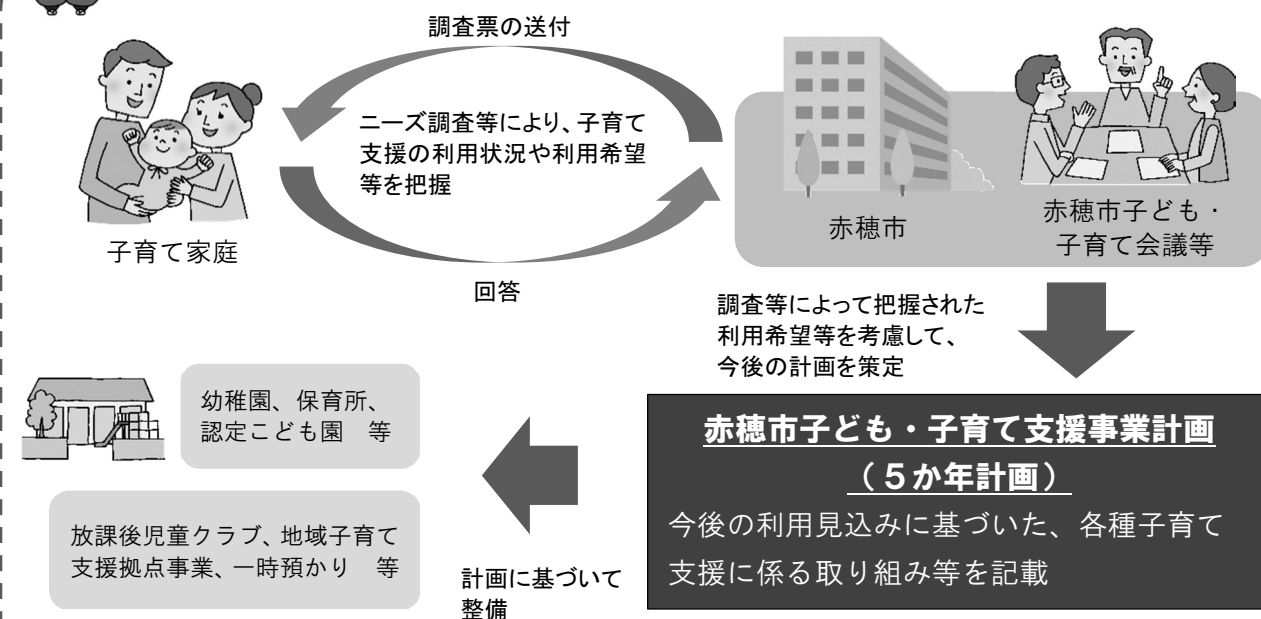 調査票の送付
ニーズ調査等により、子育て
支援の利用状況や利用希望
等を把握
子育て家庭
回答
赤穂市
赤穂市子ども・
子育て会議等
調査等によって把握された
利用希望等を考慮して、
今後の計画を策定
赤穂市子ども・子育て支援事業計画
（５か年計画）
今後の利用見込みに基づいた、各種子育て
支援に係る取り組み等を記載
計画に基づいて
整備
幼稚園、保育所、
認定こども園　等
放課後児童クラブ、地域子育て
支援拠点事業、一時預かり　等